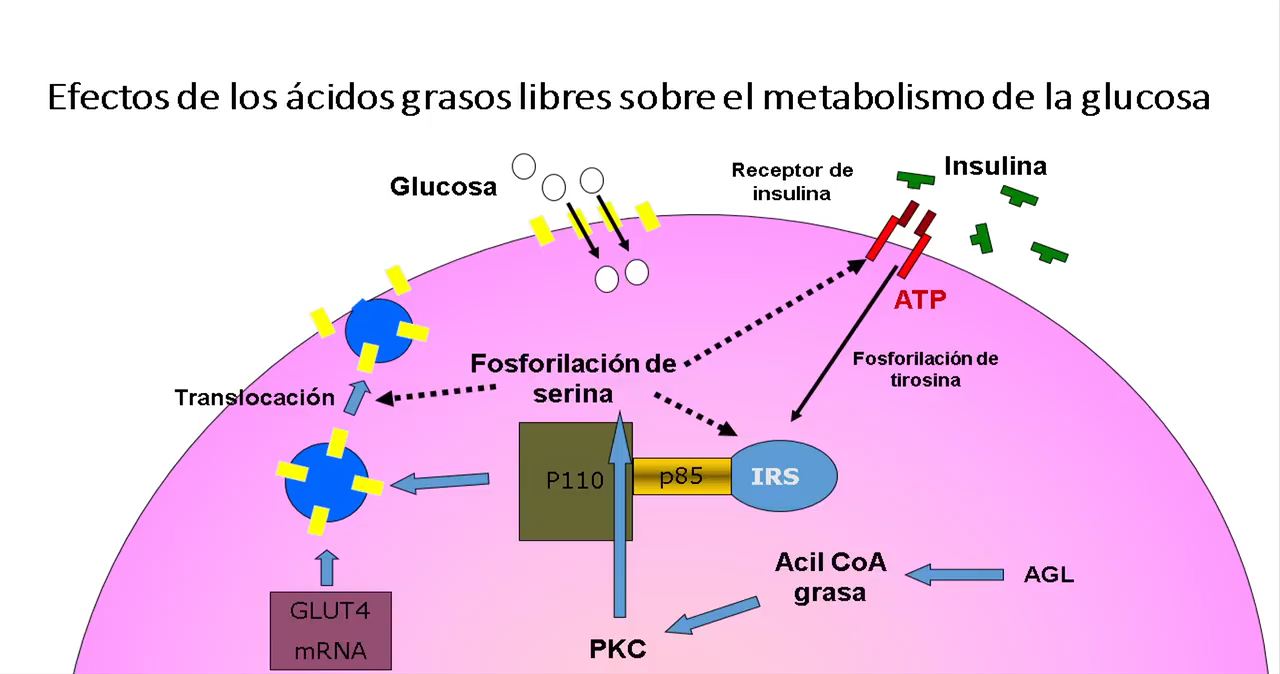 Efectos de los ácidos grasos libres sobre el metabolismo de la glucosa
Glucosa
Receptor de
insulina
Insulina
ATP
Fosforilación de
tirosina
Fosforilación de
serina
Translocación
P110
p85
IRS
Acil CoA
grasa
AGL
PKC
GLUT4
mRNA